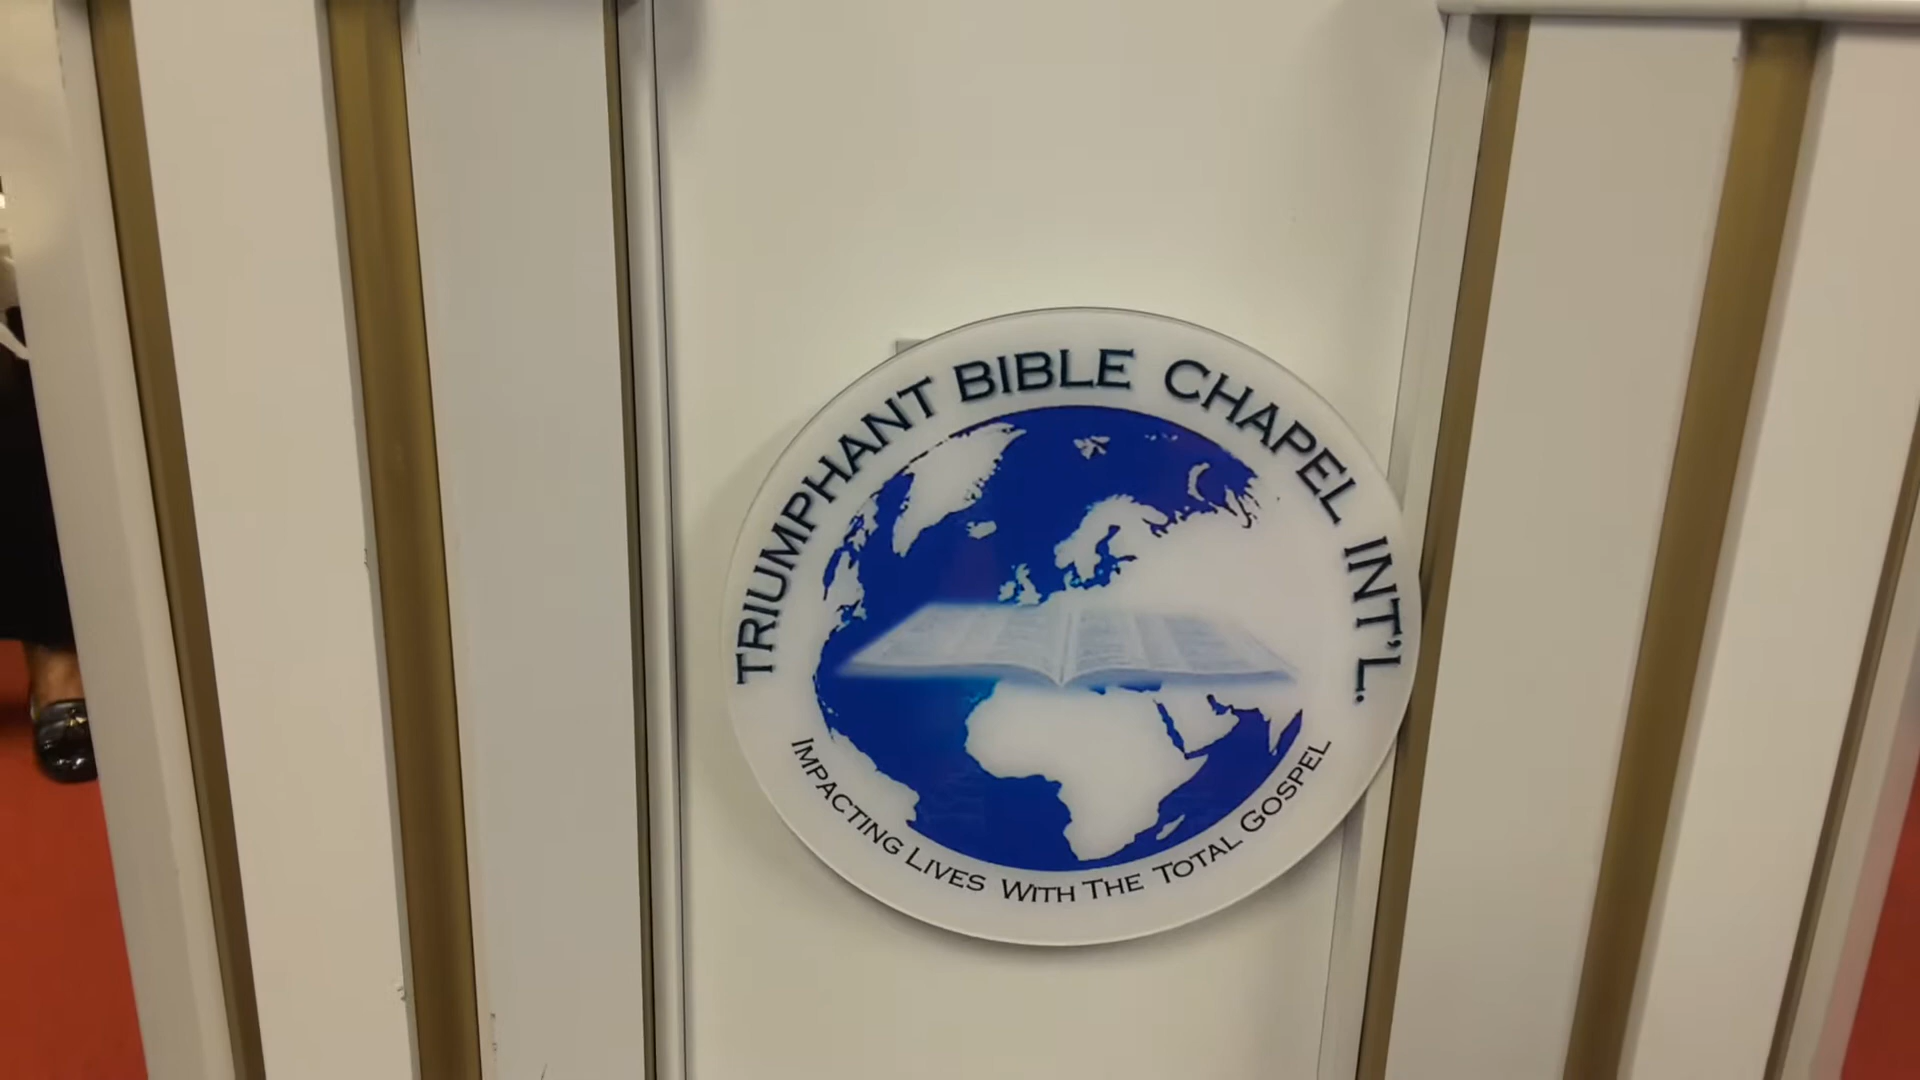 TRIUMPHANT BIBLE CHAPEL INT'L.
IMPACTING LIVES WITH THE TOTAL GOSPEL